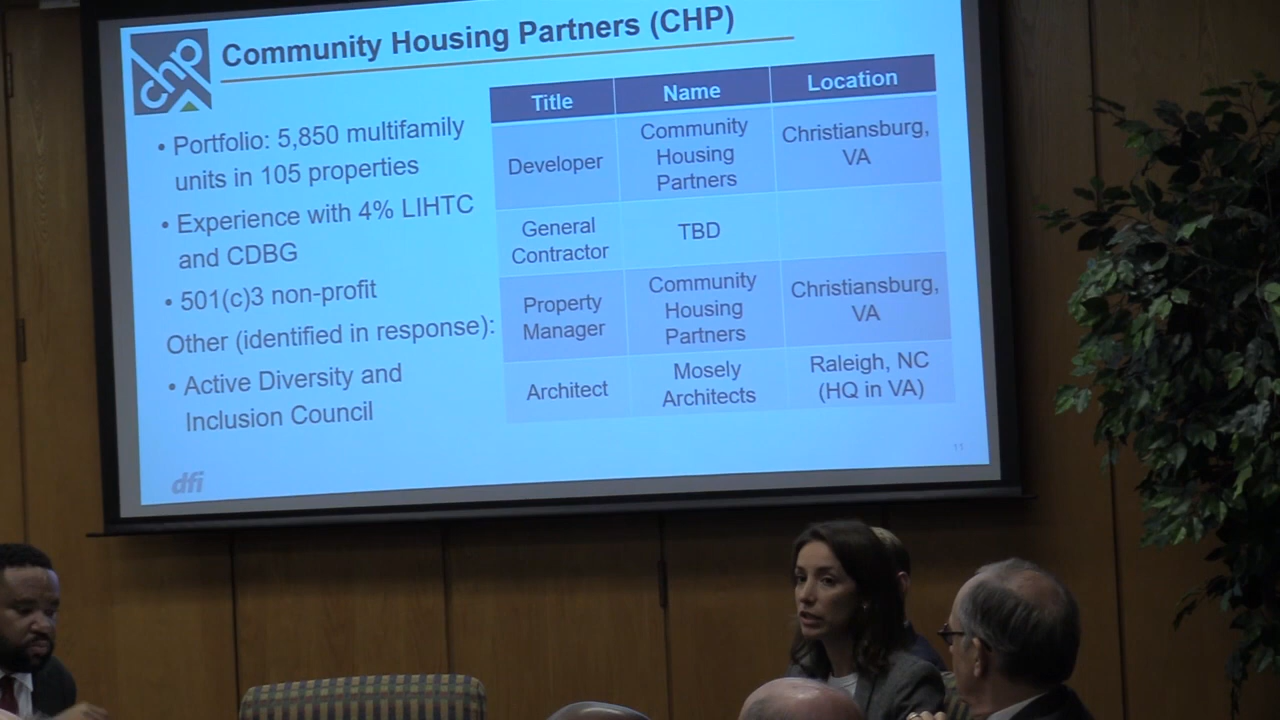 chp
Community Housing Partners (CHP)
• Portfolio: 5,850 multifamily
units in 105 properties
• Experience with 4% LIHTC
and CDBG
• 501(c)3 non-profit
Other (identified in response):
• Active Diversity and
Inclusion Council
Title Name Location
Developer Community Housing Partners Christiansburg, VA
General Contractor TBD
Property Manager Community Housing Partners Christiansburg, VA
Architect Mosely Architects Raleigh, NC (HQ in VA)
dfi
11